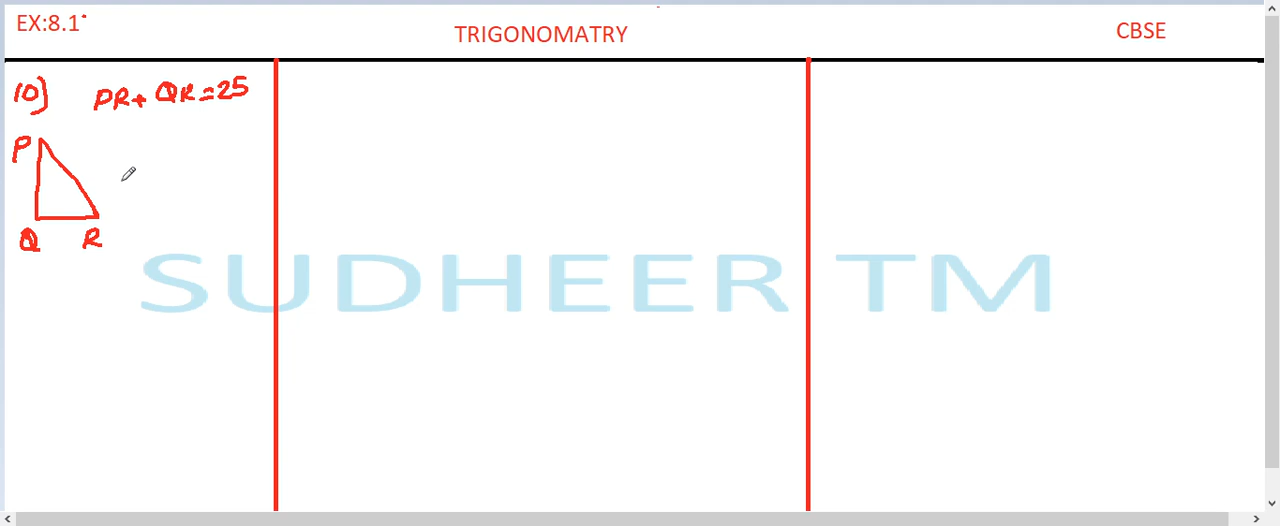 EX:8.1
TRIGONOMATRY
CBSE
10) PR+ QR=25
P
Q R
SUDHEER TM